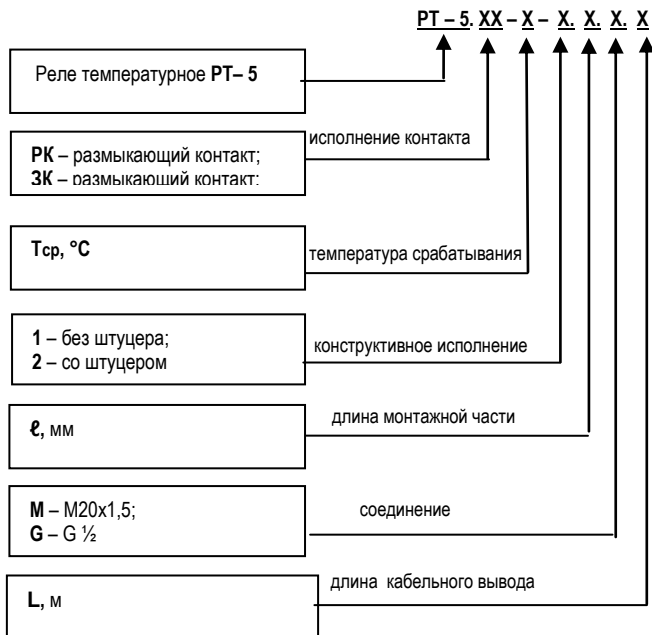 РТ – 5. ХХ – Х – Х. Х. Х. Х
Реле температурное РТ– 5
исполнение контакта
РК – размыкающий контакт;
ЗК – размыкающий контакт;
Тср, °С
температура срабатывания
1 – без штуцера;
2 – со штуцером
конструктивное исполнение
ℓ, мм
длина монтажной части
М – М20х1,5;
G – G ½
соединение
длина кабельного вывода
L, м